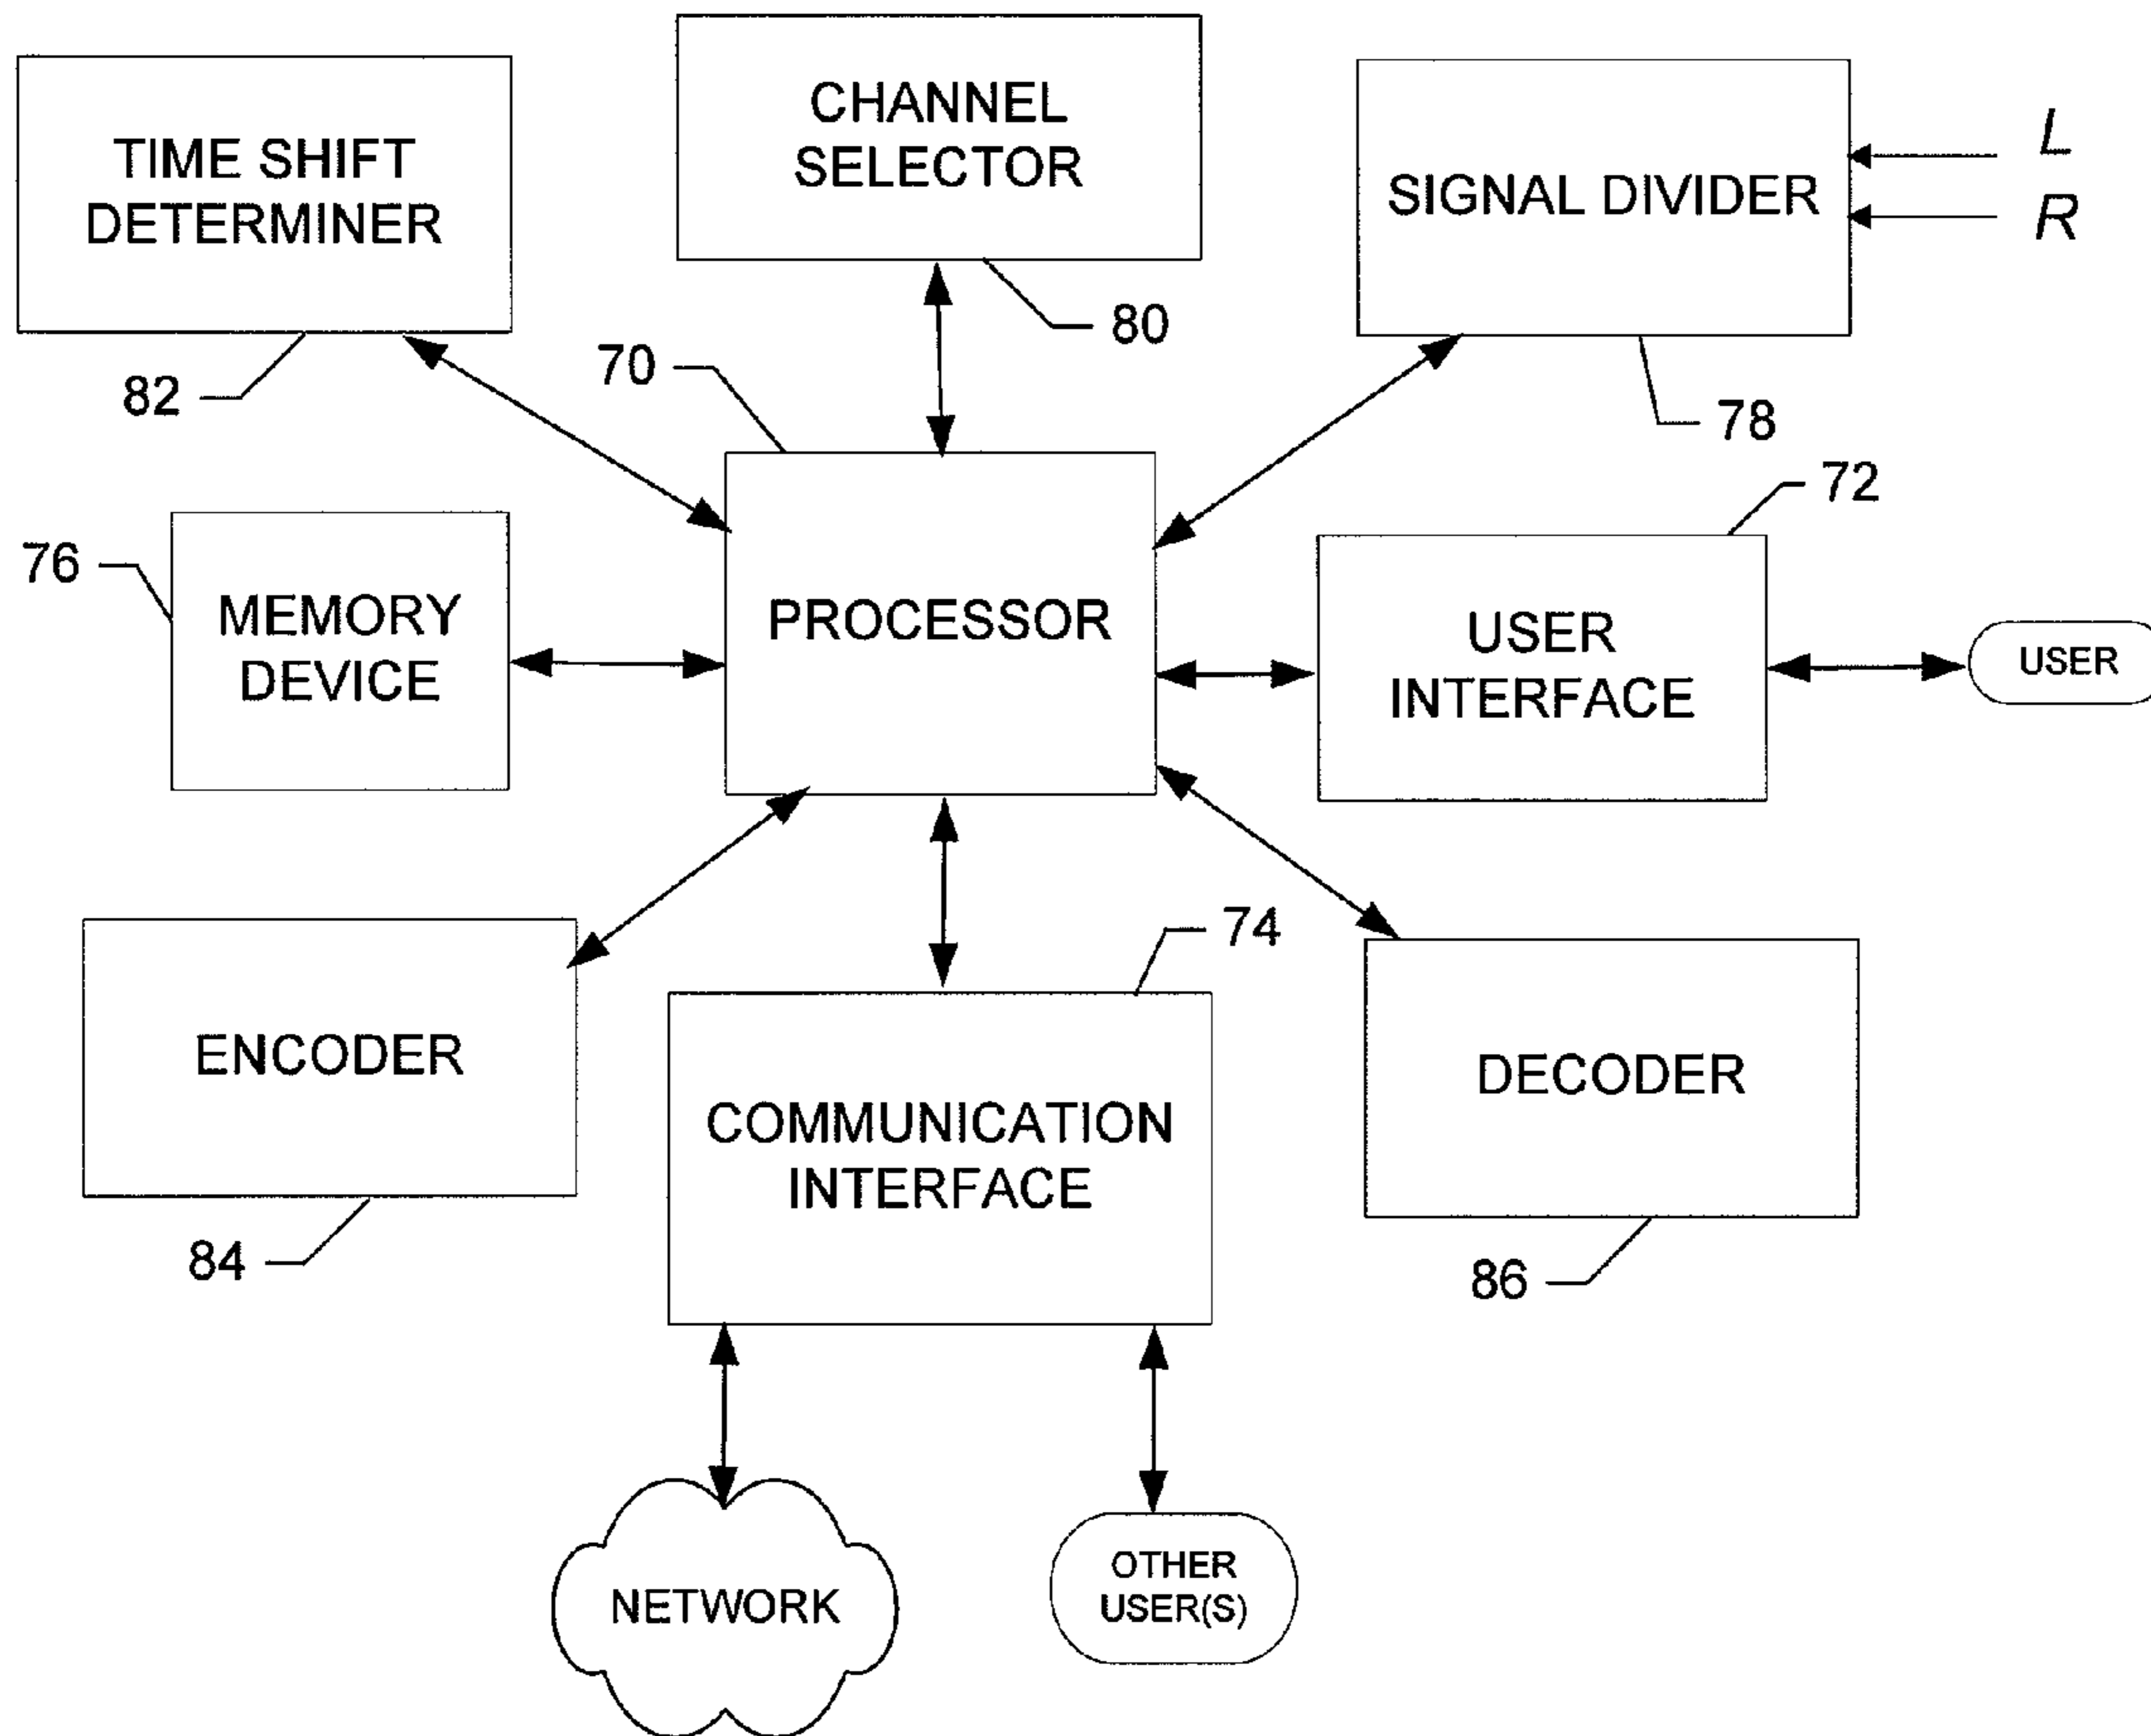 TIME SHIFT
DETERMINER
82
CHANNEL
SELECTOR
80
SIGNAL DIVIDER
L
R
78
70
PROCESSOR
72
USER
INTERFACE
USER
76
MEMORY
DEVICE
ENCODER
84
74
COMMUNICATION
INTERFACE
DECODER
86
NETWORK
OTHER
USER(S)